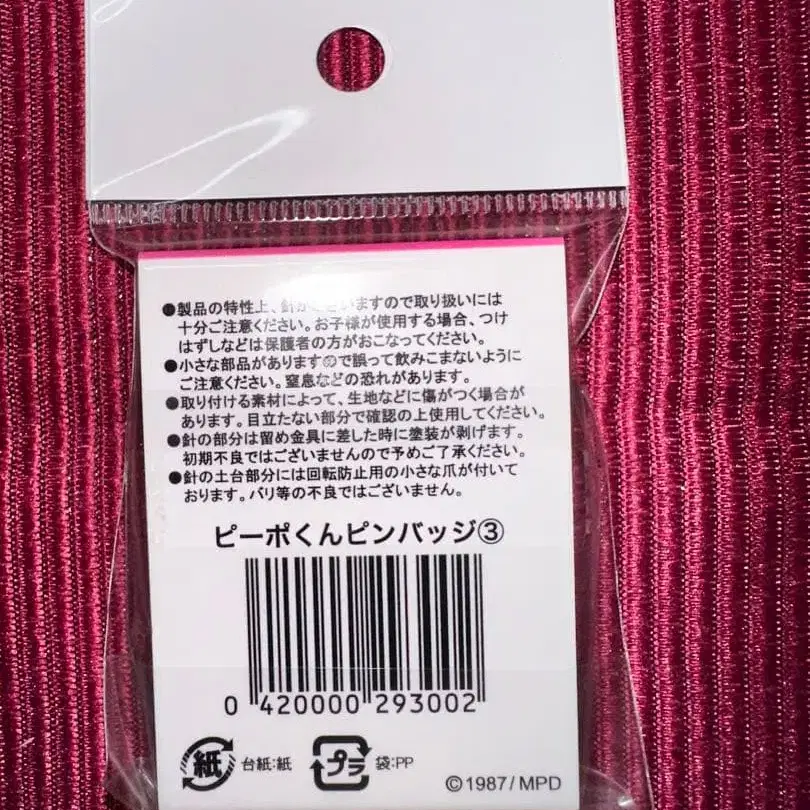 ●製品の特性上、針がございますので取り扱いには
十分ご注意ください。お子様が使用する場合、つけ
はずしなどは保護者の方がおこなってください。
●小さな部品がありますので誤って飲みこまないように
ご注意ください。窒息などの恐れがあります。
●取り付ける素材によって、生地などに傷がつく場合が
あります。目立たない部分で確認の上使用してください。
●針の部分は留め金具に差した時に塗装が剥げます。
初期不良ではございませんので予めご了承ください。
●針の土台部分には回転防止用の小さな爪が付いて
おります。バリ等の不良ではございません。
ピーポくんピンバッジ③
0 420000 293002
紙 台紙:紙 プラ 袋:PP
©1987/MPD